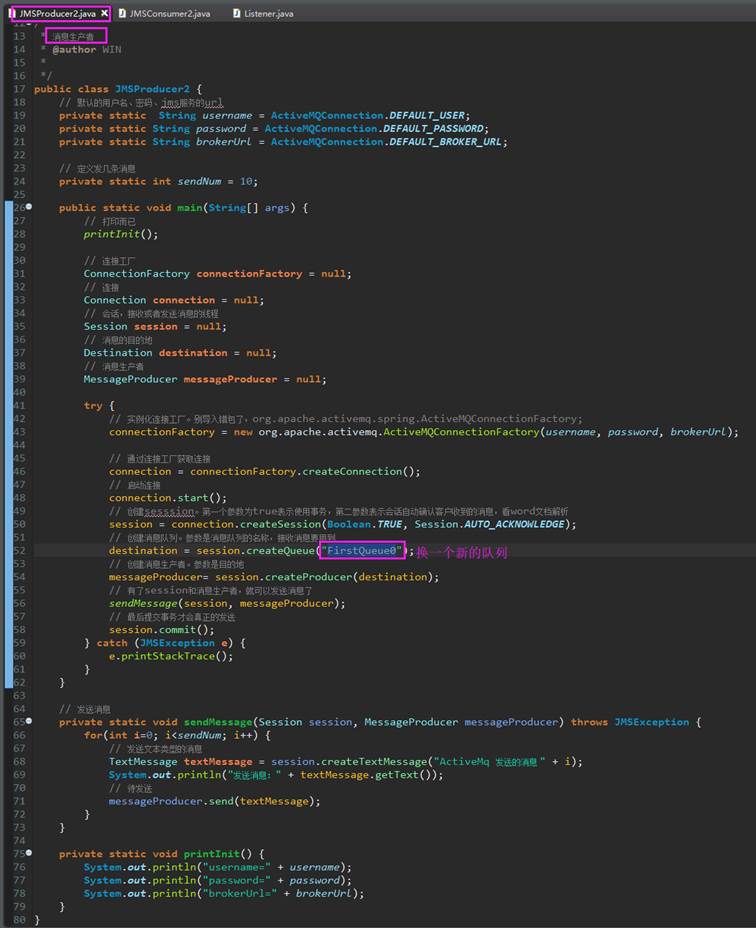 JMSProducer2.java JMSConsumer2.java Listener.java
13 * 消息生产者
14 * @author WIN
15 *
16 */
17 public class JMSProducer2 {
18 // 默认的用户名、密码、jms服务的url
19 private static String username = ActiveMQConnection.DEFAULT_USER;
20 private static String password = ActiveMQConnection.DEFAULT_PASSWORD;
21 private static String brokerUrl = ActiveMQConnection.DEFAULT_BROKER_URL;
22
23 // 定义发几条消息
24 private static int sendNum = 10;
25
26 public static void main(String[] args) {
27 // 打印而已
28 printInit();
29
30 // 连接工厂
31 ConnectionFactory connectionFactory = null;
32 // 连接
33 Connection connection = null;
34 // 会话，接收或者发送消息的线程
35 Session session = null;
36 // 消息的目的地
37 Destination destination = null;
38 // 消息生产者
39 MessageProducer messageProducer = null;
40
41 try {
42 // 实例化连接工厂。别导入错包了，org.apache.activemq.spring.ActiveMQConnectionFactory;
43 connectionFactory = new org.apache.activemq.ActiveMQConnectionFactory(username, password, brokerUrl);
44
45 // 通过连接工厂获取连接
46 connection = connectionFactory.createConnection();
47 // 启动连接
48 connection.start();
49 // 创建sesssion。第一个参数为true表示使用事务，第二参数表示会话自动确认客户收到的消息，看word文档解析
50 session = connection.createSession(Boolean.TRUE, Session.AUTO_ACKNOWLEDGE);
51 // 创建消息队列。参数是消息队列的名称，接收消息要用到
52 destination = session.createQueue("FirstQueue0"); 换一个新的队列
53 // 创建消息生产者。参数是目的地
54 messageProducer= session.createProducer(destination);
55 // 有了session和消息生产者，就可以发送消息了
56 sendMessage(session, messageProducer);
57 // 最后提交事务才会真正的发送
58 session.commit();
59 } catch (JMSException e) {
60 e.printStackTrace();
61 }
62 }
63
64 // 发送消息
65 private static void sendMessage(Session session, MessageProducer messageProducer) throws JMSException {
66 for(int i=0; i<sendNum; i++) {
67 // 发送文本类型的消息
68 TextMessage textMessage = session.createTextMessage("ActiveMq 发送的消息" + i);
69 System.out.println("发送消息：" + textMessage.getText());
70 // 待发送
71 messageProducer.send(textMessage);
72 }
73 }
74
75 private static void printInit() {
76 System.out.println("username=" + username);
77 System.out.println("password=" + password);
78 System.out.println("brokerUrl=" + brokerUrl);
79 }
80 }